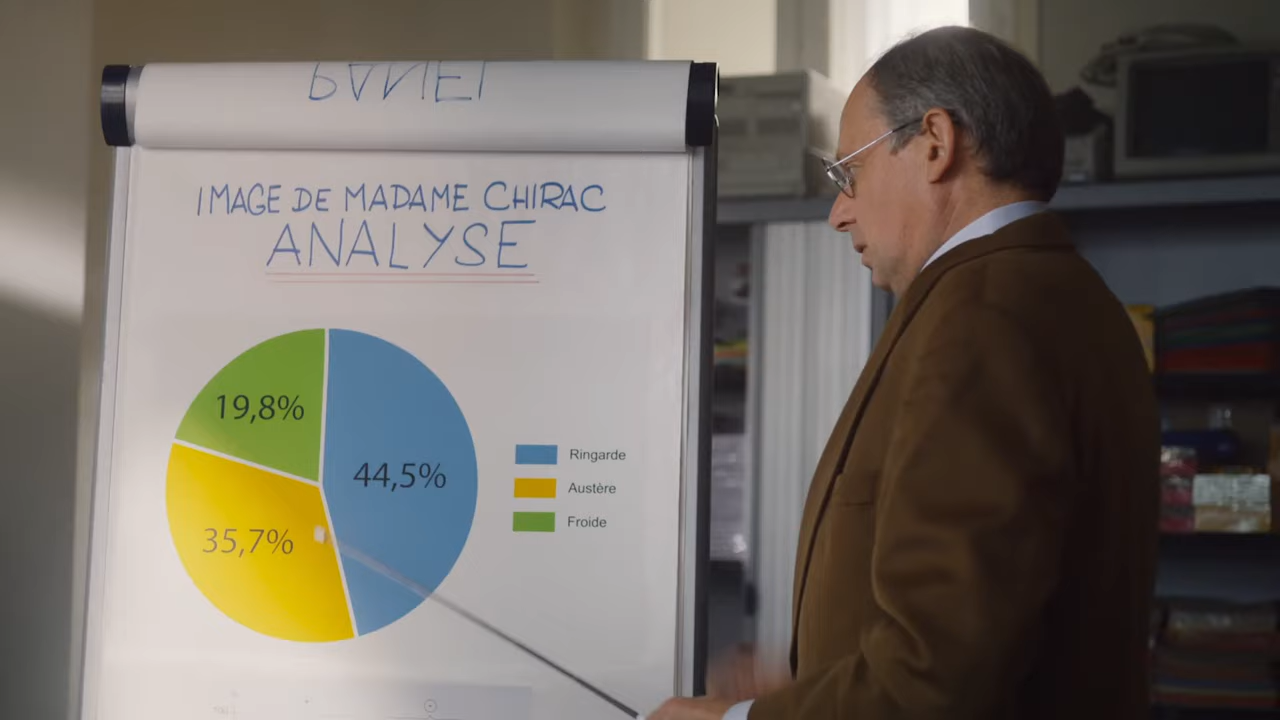 IMAGE DE MADAME CHIRAC
ANALYSE
19,8%
44,5%
35,7%
Ringarde
Austère
Froide